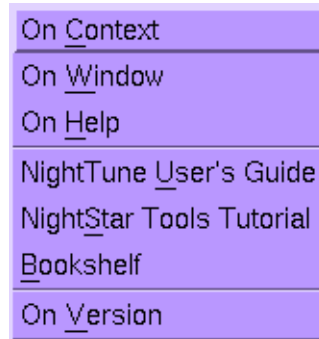 On Context
On Window
On Help
NightTune User's Guide
NightStar Tools Tutorial
Bookshelf
On Version